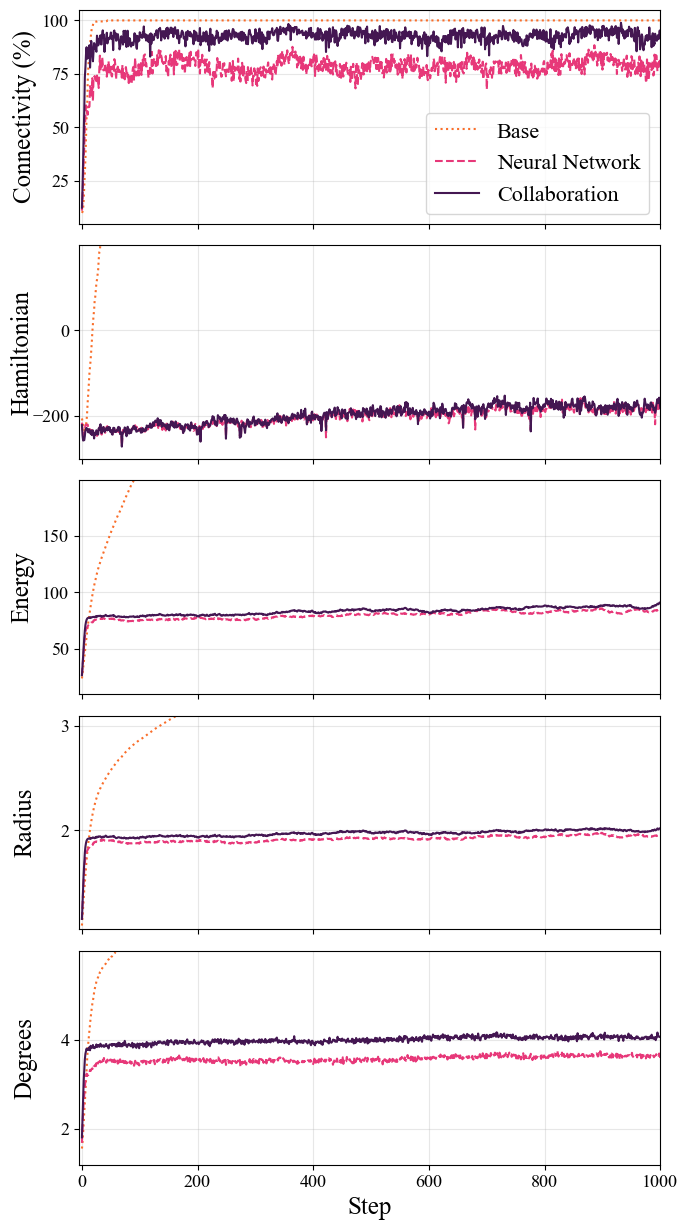 Connectivity (%)
100
75
50
25
Base
Neural Network
Collaboration
Hamiltonian
0
−200
Energy
150
100
50
Radius
3
2
Degrees
4
2
0 200 400 600 800 1000
Step